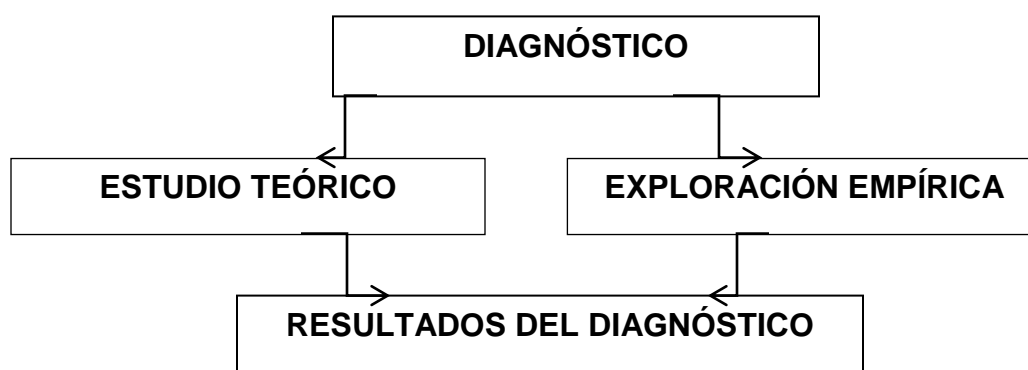 DIAGNÓSTICO
ESTUDIO TEÓRICO
EXPLORACIÓN EMPÍRICA
RESULTADOS DEL DIAGNÓSTICO